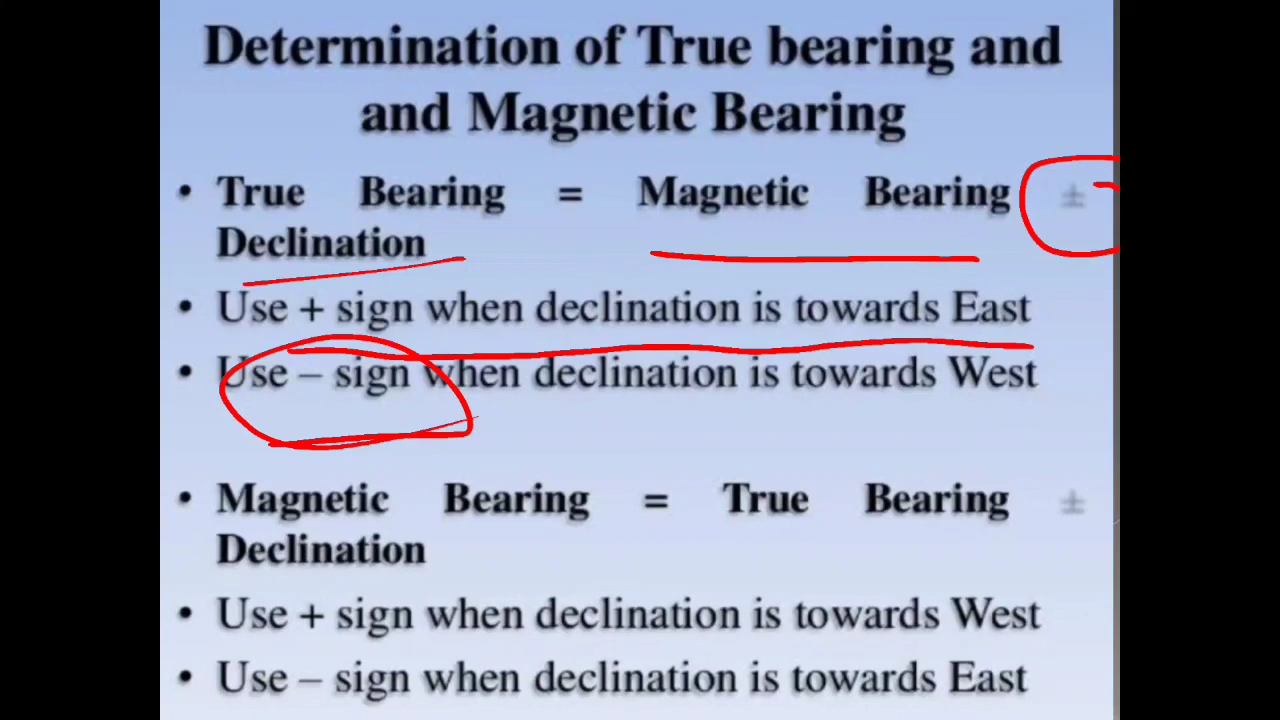 Determination of True bearing and
and Magnetic Bearing
• True Bearing = Magnetic Bearing ±
Declination
• Use + sign when declination is towards East
• Use – sign when declination is towards West
• Magnetic Bearing = True Bearing ±
Declination
• Use + sign when declination is towards West
• Use – sign when declination is towards East